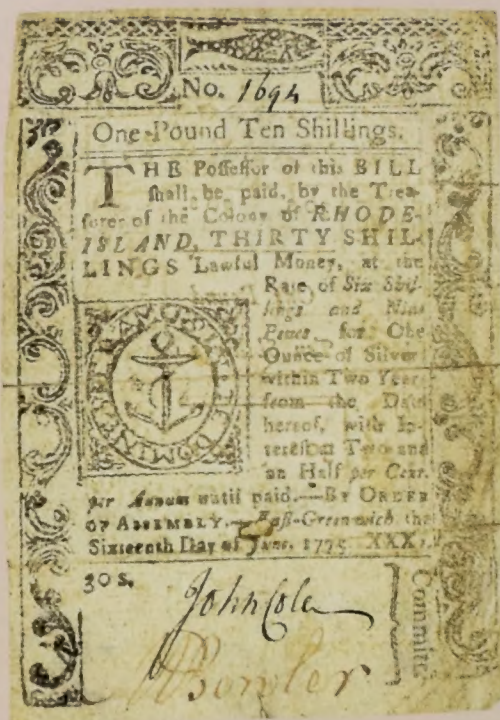 No. 1694
One-Pound Ten Shillings.
THE Poſſeſſor of this BILL
ſhall be paid, by the Trea-
ſurer of the Colony of RHODE-
ISLAND, THIRTY SHIL-
LINGS Lawful Money, at the
Rate of Six Shil-
lings and Nine
Pence for One
Ounce of Silver
within Two Years
from the Date
hereof, with In-
tereſt at Two and
an Half per Cent.
per Annum until paid.—BY ORDER
OF ASSEMBLY.—Eaſt-Greenwich the
Sixteenth Day of June. 1775. XXX
30 s.
John Cole
Bowler
Committee